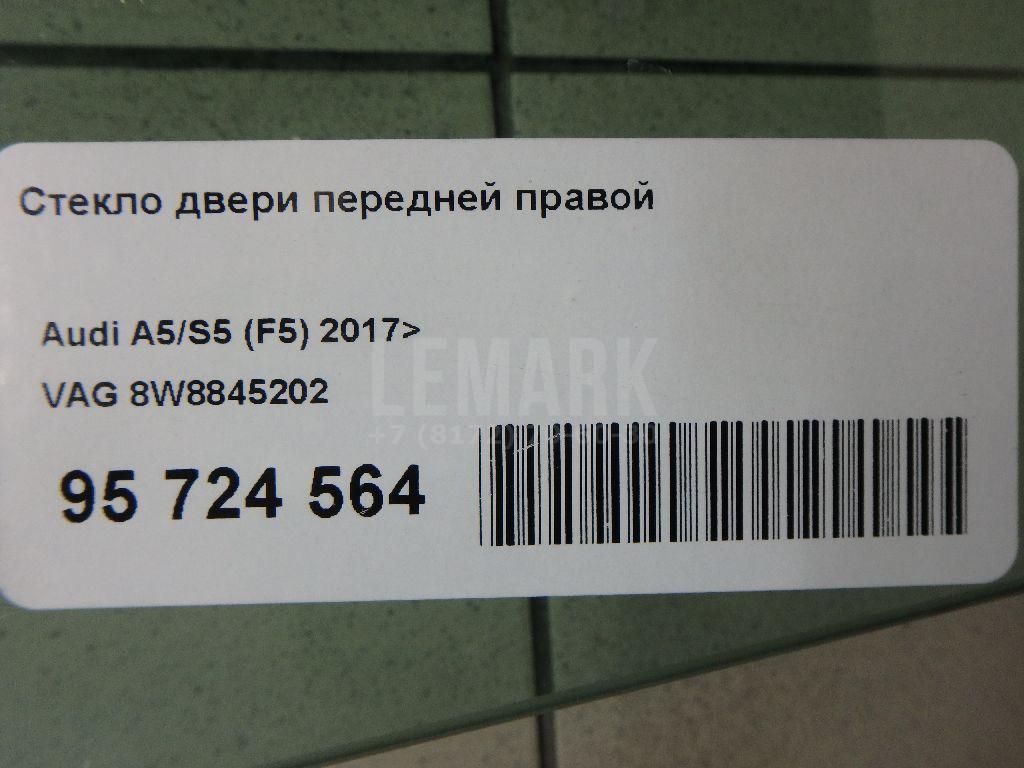 Стекло двери передней правой
Audi A5/S5 (F5) 2017>
VAG 8W8845202
LEMARK
95 724 564